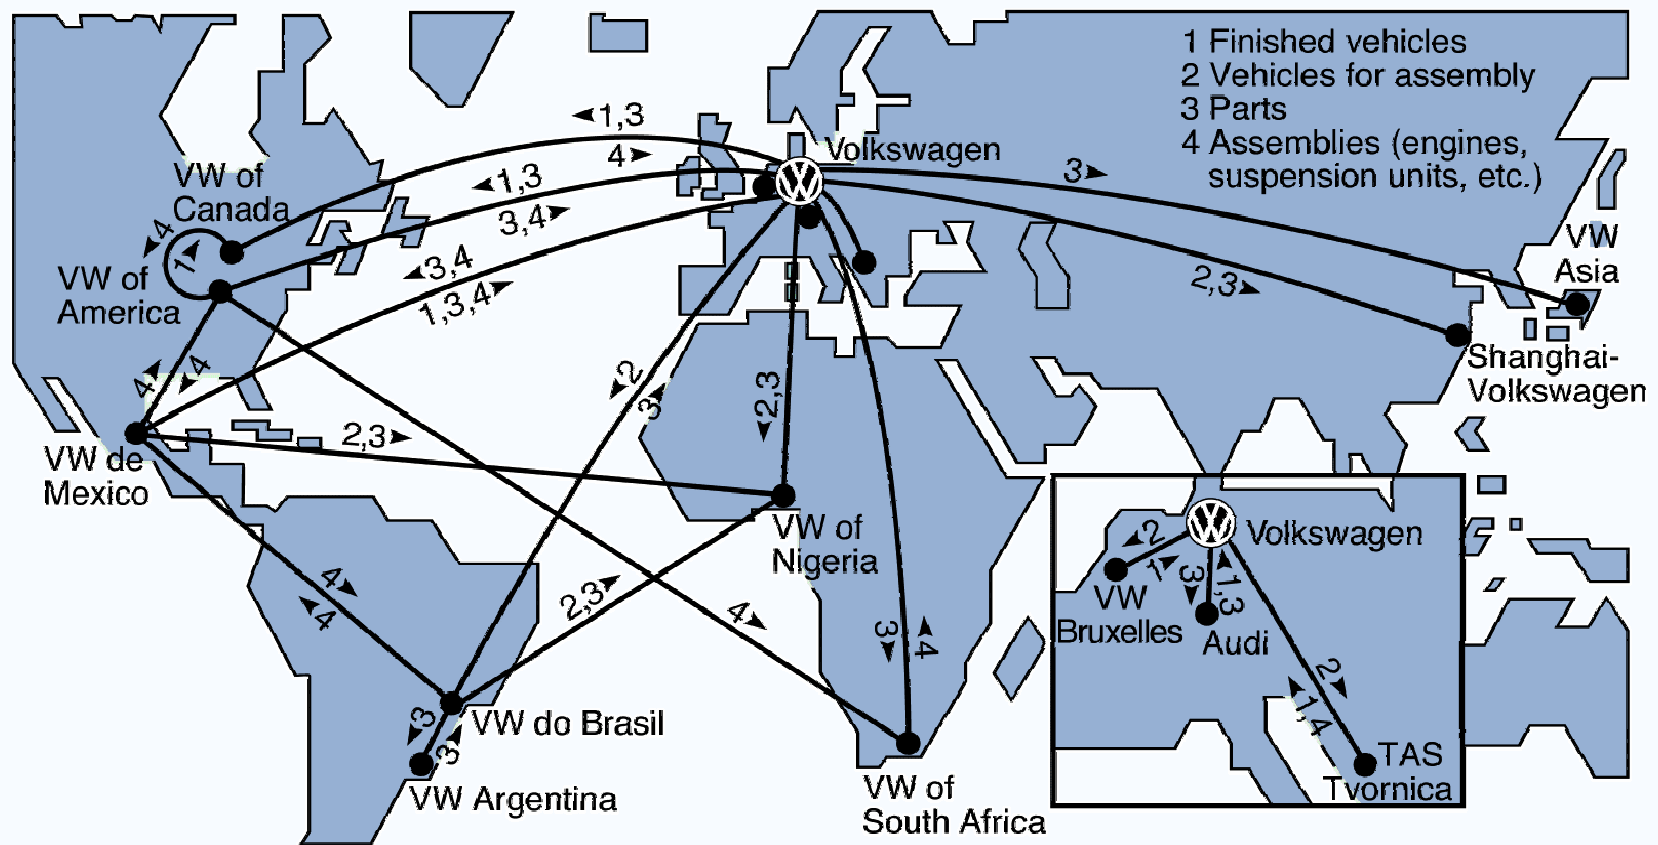 1 Finished vehicles
2 Vehicles for assembly
3 Parts
4 Assemblies (engines,
suspension units, etc.)
1,3
4
Volkswagen
1,3
3,4
3
VW of
Canada
4
1
VW of
America
3,4
1,3,4
2,3
VW
Asia
Shanghai-
Volkswagen
4
4
2
3
2,3
2,3
VW de
Mexico
VW of
Nigeria
4
4
2,3
4
3
4
3
3
VW do Brasil
VW Argentina
VW of
South Africa
Volkswagen
2
1
3
1,3
VW
Bruxelles
Audi
2
1,4
TAS
Tvornica